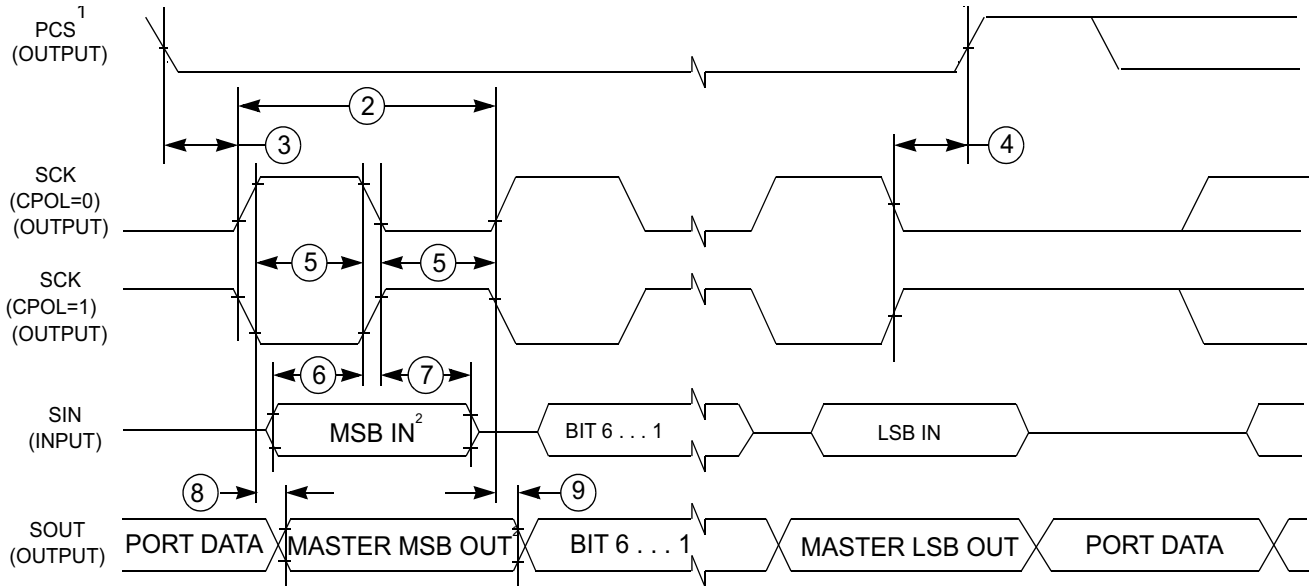 PCS1
(OUTPUT)
2
3
4
SCK
(CPOL=0)
(OUTPUT)
5
5
SCK
(CPOL=1)
(OUTPUT)
6
7
SIN
(INPUT)
MSB IN2
BIT 6 . . . 1
LSB IN
8
9
SOUT
(OUTPUT)
PORT DATA
MASTER MSB OUT2
BIT 6 . . . 1
MASTER LSB OUT
PORT DATA